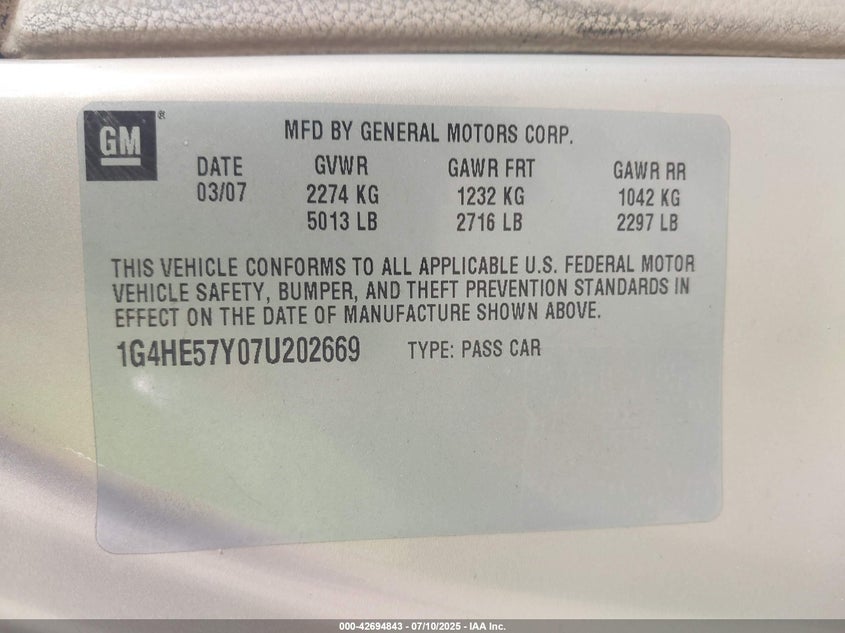 GM ®
MFD BY GENERAL MOTORS CORP.
DATE GVWR GAWR FRT GAWR RR
03/07 2274 KG 1232 KG 1042 KG
5013 LB 2716 LB 2297 LB
THIS VEHICLE CONFORMS TO ALL APPLICABLE U.S. FEDERAL MOTOR
VEHICLE SAFETY, BUMPER, AND THEFT PREVENTION STANDARDS IN
EFFECT ON THE DATE OF MANUFACTURE SHOWN ABOVE.
1G4HE57Y07U202669 TYPE: PASS CAR
000-42694843 / 07/10/2025 - IAA Inc.